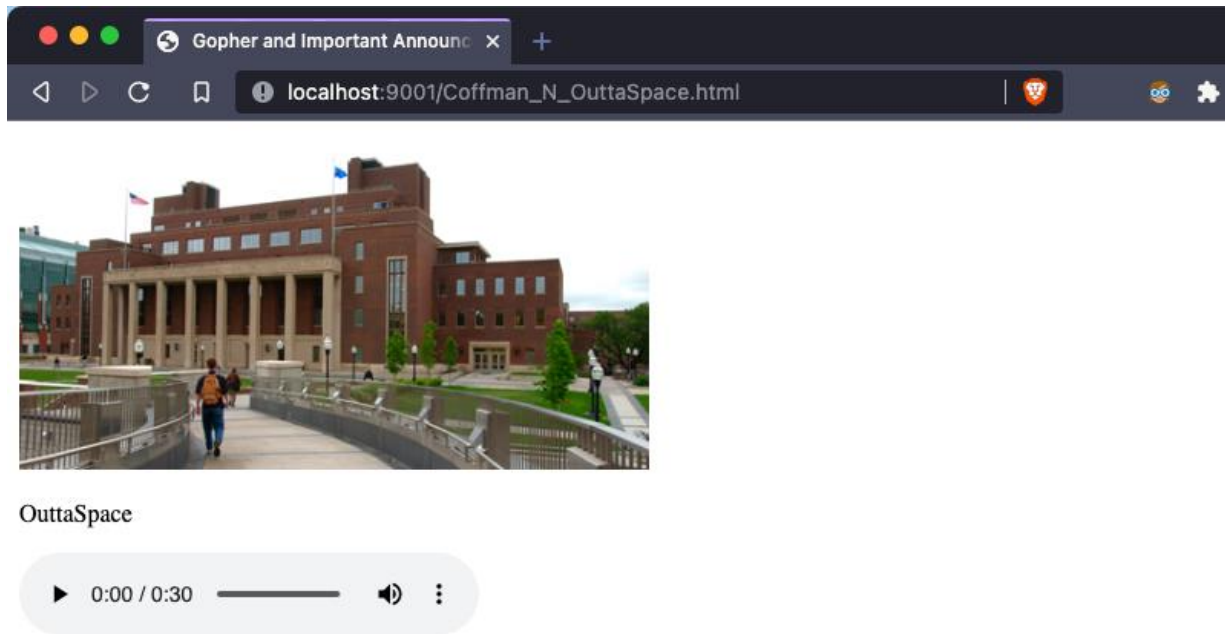 Gopher and Important Announc
localhost:9001/Coffman_N_OuttaSpace.html
OuttaSpace
0:00 / 0:30